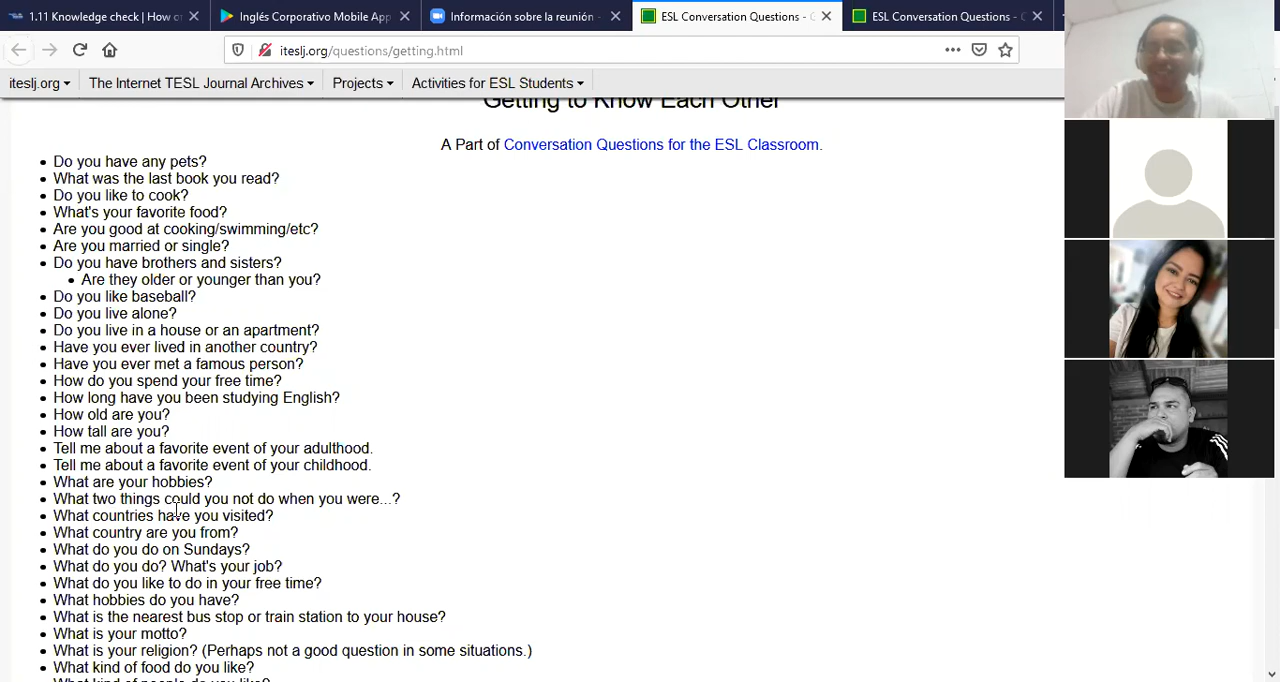 1.11 Knowledge check | How o
Inglés Corporativo Mobile App
Información sobre la reunión -
ESL Conversation Questions - G
ESL Conversation Questions - C
iteslj.org/questions/getting.html
iteslj.org
The Internet TESL Journal Archives
Projects
Activities for ESL Students
Getting to Know Each Other
A Part of Conversation Questions for the ESL Classroom.
Do you have any pets?
What was the last book you read?
Do you like to cook?
What's your favorite food?
Are you good at cooking/swimming/etc?
Are you married or single?
Do you have brothers and sisters?
Are they older or younger than you?
Do you like baseball?
Do you live alone?
Do you live in a house or an apartment?
Have you ever lived in another country?
Have you ever met a famous person?
How do you spend your free time?
How long have you been studying English?
How old are you?
How tall are you?
Tell me about a favorite event of your adulthood.
Tell me about a favorite event of your childhood.
What are your hobbies?
What two things could you not do when you were...?
What countries have you visited?
What country are you from?
What do you do on Sundays?
What do you do? What's your job?
What do you like to do in your free time?
What hobbies do you have?
What is the nearest bus stop or train station to your house?
What is your motto?
What is your religion? (Perhaps not a good question in some situations.)
What kind of food do you like?
What kind of people do you like?